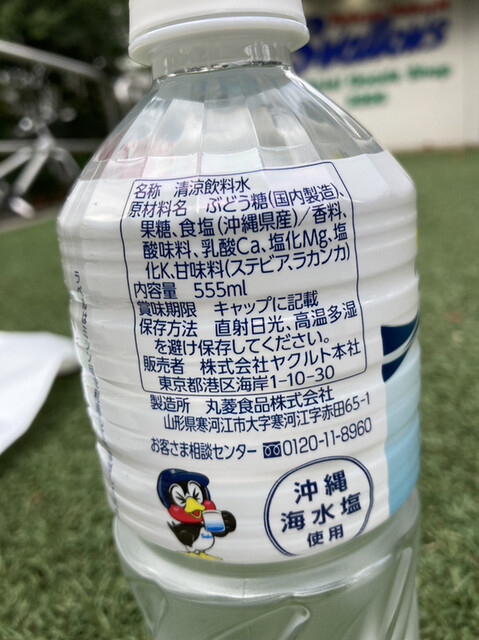 Swallows
名称 清涼飲料水
原材料名 ぶどう糖(国内製造)、
果糖、食塩(沖縄県産)/香料、
酸味料、乳酸Ca、塩化Mg、塩
化K、甘味料(ステビア、ラカンカ)
内容量 555ml
賞味期限 キャップに記載
保存方法 直射日光、高温多湿
を避け保存してください。
販売者 株式会社ヤクルト本社
東京都港区海岸1-10-30
製造所 丸菱食品株式会社
山形県寒河江市大字寒河江字赤田65-1
お客さま相談センター 0120-11-8960
沖縄
海水塩
使用